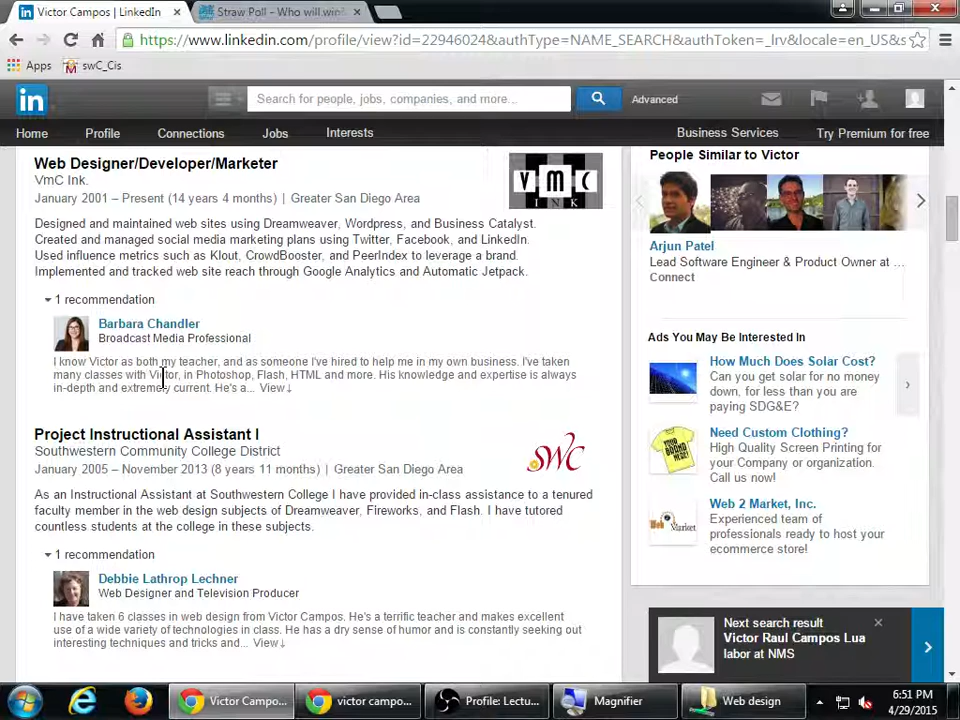 Victor Campos | LinkedIn
Straw Poll - Who will win
https://www.linkedin.com/profile/view?id=22946024&authType=NAME_SEARCH&authToken=_lrv&locale=en_US&s
Apps
swC_Cis
in
Search for people, jobs, companies, and more...
Advanced
Home
Profile
Connections
Jobs
Interests
Business Services
Try Premium for free
Web Designer/Developer/Marketer
VmC Ink.
January 2001 – Present (14 years 4 months) | Greater San Diego Area
VMC
INK
Designed and maintained web sites using Dreamweaver, Wordpress, and Business Catalyst.
Created and managed social media marketing plans using Twitter, Facebook, and LinkedIn.
Used influence metrics such as Klout, CrowdBooster, and PeerIndex to leverage a brand.
Implemented and tracked web site reach through Google Analytics and Automatic Jetpack.
1 recommendation
Barbara Chandler
Broadcast Media Professional
I know Victor as both my teacher, and as someone I've hired to help me in my own business. I've taken
many classes with Victor, in Photoshop, Flash, HTML and more. His knowledge and expertise is always
in-depth and extremely current. He's a... View↓
Project Instructional Assistant I
Southwestern Community College District
January 2005 – November 2013 (8 years 11 months) | Greater San Diego Area
SWC
As an Instructional Assistant at Southwestern College I have provided in-class assistance to a tenured
faculty member in the web design subjects of Dreamweaver, Fireworks, and Flash. I have tutored
countless students at the college in these subjects.
1 recommendation
Debbie Lathrop Lechner
Web Designer and Television Producer
I have taken 6 classes in web design from Victor Campos. He's a terrific teacher and makes excellent
use of a wide variety of technologies in class. He has a dry sense of humor and is constantly seeking out
interesting techniques and tricks and... View↓
People Similar to Victor
Arjun Patel
Lead Software Engineer & Product Owner at ...
Connect
Ads You May Be Interested In
How Much Does Solar Cost?
Can you get solar for no money
down, for less than you are
paying SDG&E?
Need Custom Clothing?
High Quality Screen Printing for
your Company or organization.
Call us now!
Web 2 Market, Inc.
Experienced team of
professionals ready to host your
ecommerce store!
Next search result
Victor Raul Campos Lua
labor at NMS
Victor Campo...
victor campo...
Profile: Lectu...
Magnifier
Web design
6:51 PM
4/29/2015